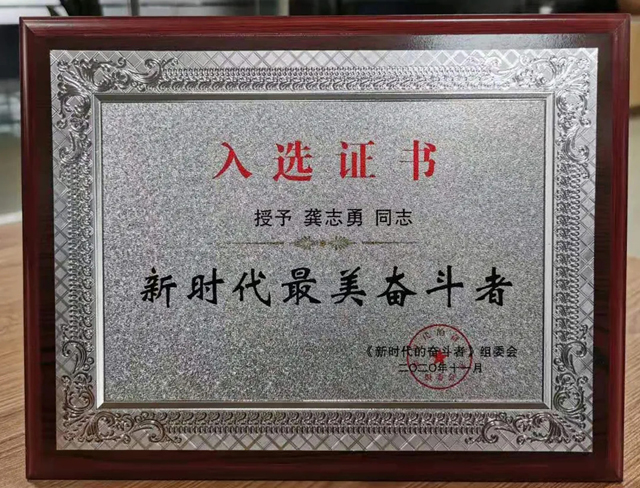 入选证书
授予 龚志勇 同志
新时代最美奋斗者
《新时代的奋斗者》组委会
二〇二〇年十一月